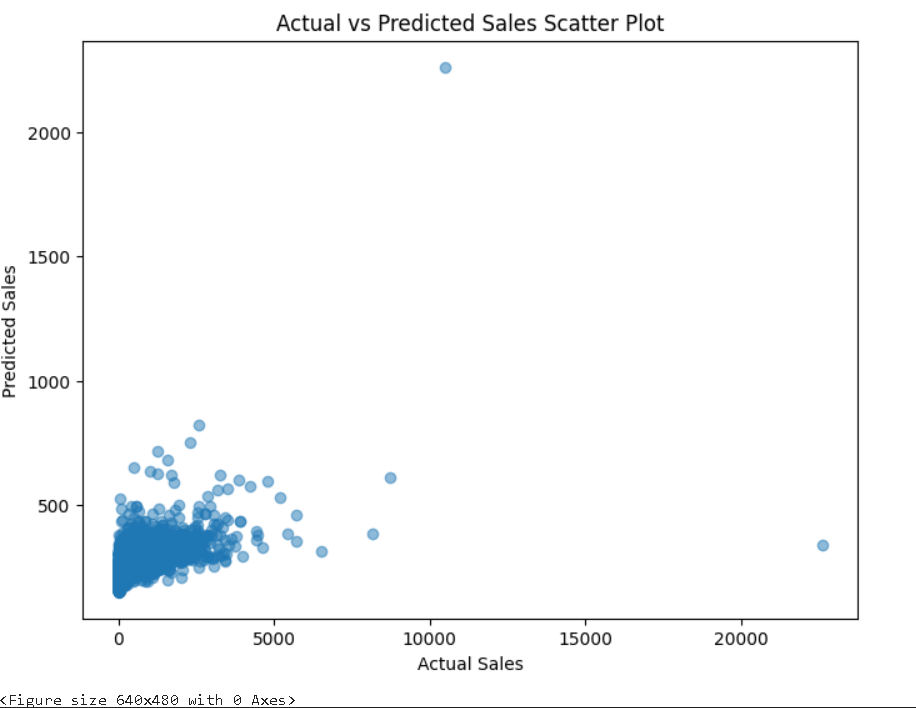 Actual vs Predicted Sales Scatter Plot
2000
1500
1000
500
Predicted Sales
0 5000 10000 15000 20000
Actual Sales
<Figure size 640x480 with 0 Axes>